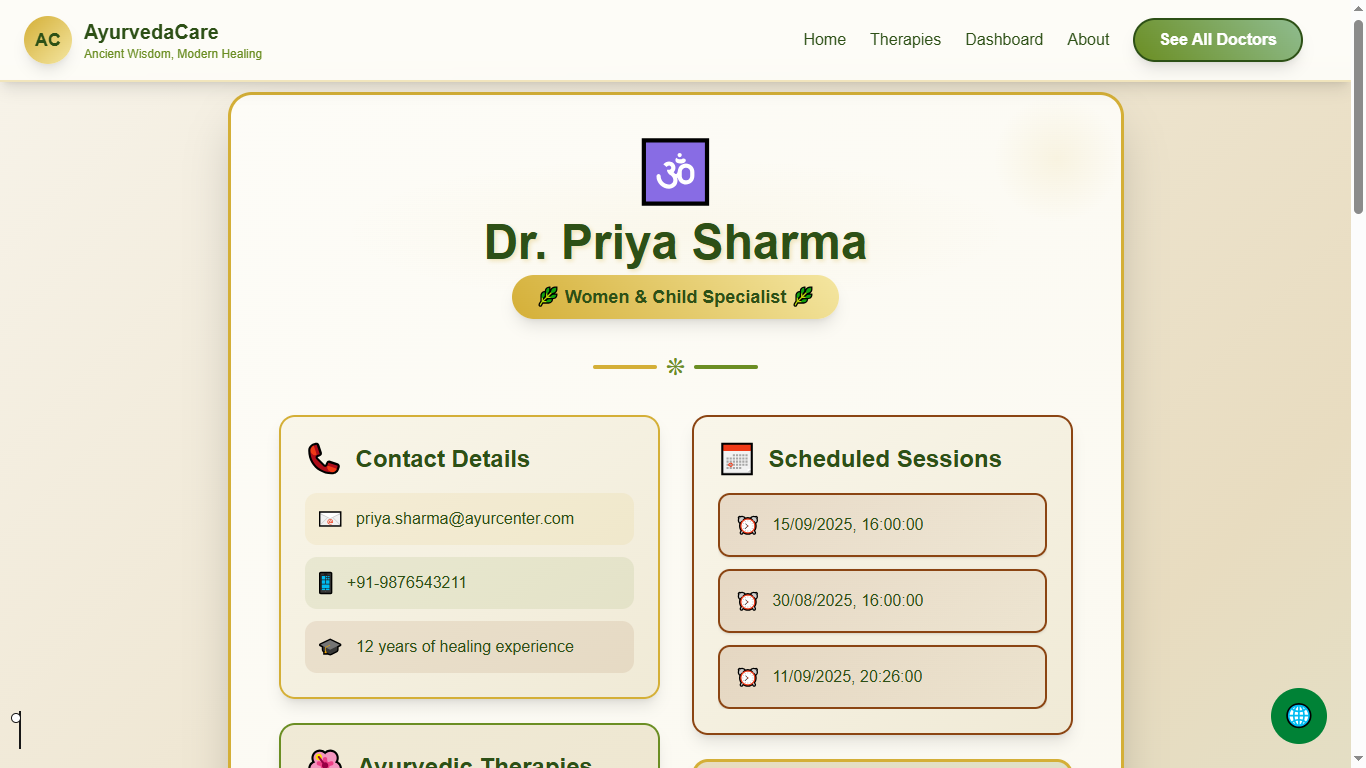 AC
AyurvedaCare
Ancient Wisdom, Modern Healing
Home
Therapies
Dashboard
About
See All Doctors
ॐ
Dr. Priya Sharma
Women & Child Specialist
Contact Details
priya.sharma@ayurcenter.com
+91-9876543211
12 years of healing experience
Scheduled Sessions
15/09/2025, 16:00:00
30/08/2025, 16:00:00
11/09/2025, 20:26:00
Ayurvedic Therapies